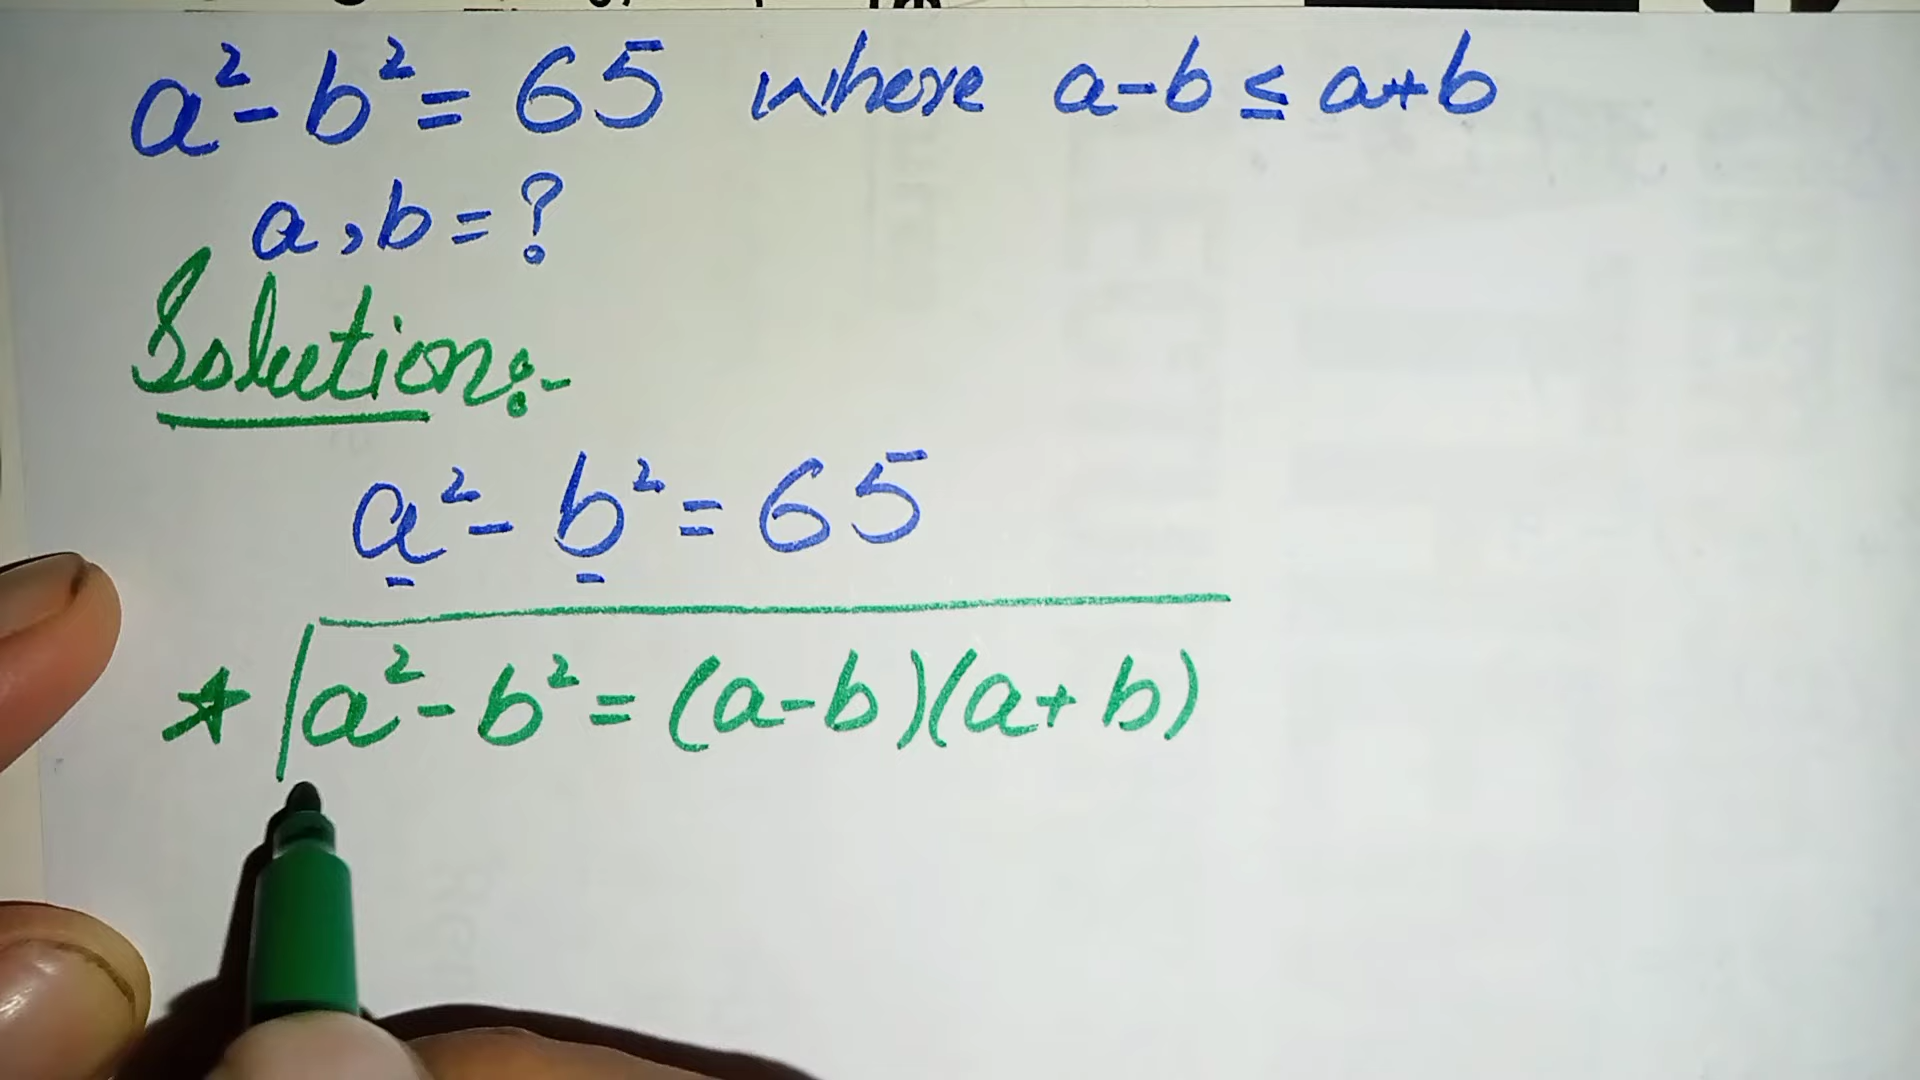 a² - b² = 65 where a-b ≤ a+b
a, b = ?
Solution:-
a² - b² = 65
* a² - b² = (a-b)(a+b)